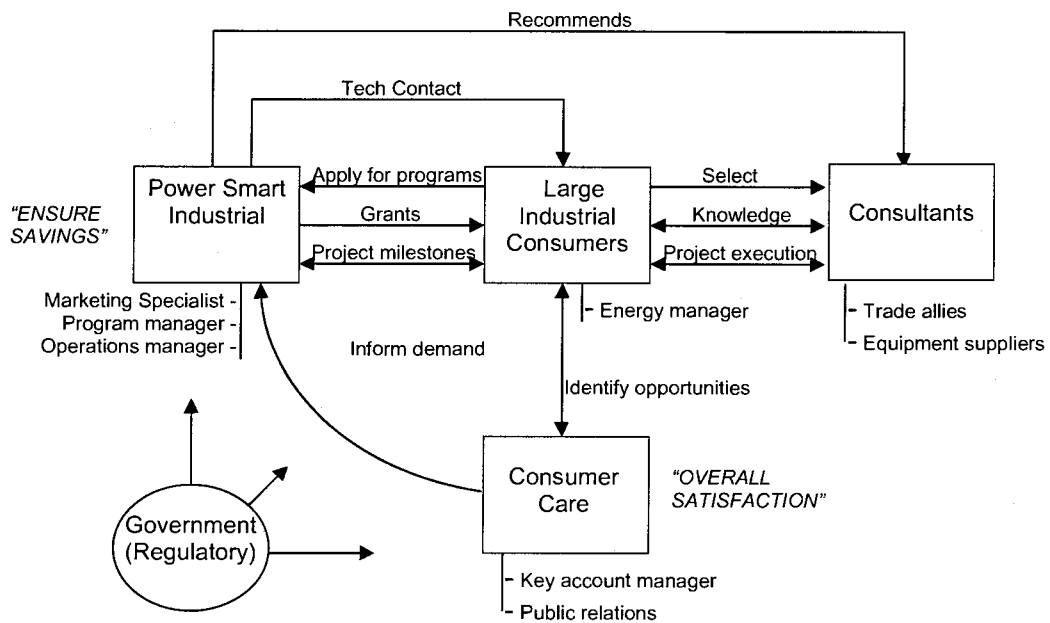 Recommends
Tech Contact
Power Smart
Industrial
"ENSURE
SAVINGS"
Apply for programs
Grants
Project milestones
Large
Industrial
Consumers
Select
Knowledge
Project execution
Consultants
Marketing Specialist -
Program manager -
Operations manager -
- Energy manager
- Trade allies
- Equipment suppliers
Inform demand
Identify opportunities
Consumer
Care
"OVERALL
SATISFACTION"
Government
(Regulatory)
- Key account manager
- Public relations